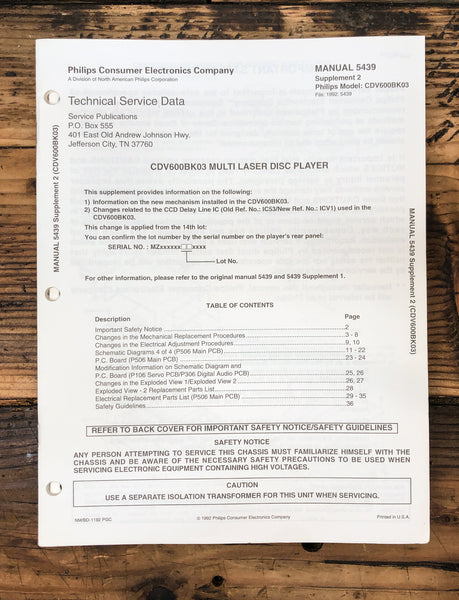 Philips Consumer Electronics Company
A Division of North American Philips Corporation
MANUAL 5439
Supplement 2
Philips Model: CDV600BK03
File: 1992: 5439
Technical Service Data
Service Publications
P.O. Box 555
401 East Old Andrew Johnson Hwy.
Jefferson City, TN 37760
CDV600BK03 MULTI LASER DISC PLAYER
This supplement provides information on the following:
1) Information on the new mechanism installed in the CDV600BK03.
2) Changes related to the CCD Delay Line IC (Old Ref. No.: IC53/New Ref. No.: ICV1) used in the
CDV600BK03.
This change is applied from the 14th lot:
You can confirm the lot number by the serial number on the player's rear panel:
SERIAL NO. : MZxxxxxx□□xxxx
Lot No.
For other information, please refer to the original manual 5439 and 5439 Supplement 1.
TABLE OF CONTENTS
Description Page
Important Safety Notice 2
Changes in the Mechanical Replacement Procedures 3 - 8
Changes in the Electrical Adjustment Procedures 9, 10
Schematic Diagrams 4 of 4 (P506 Main PCB) 11 - 22
P.C. Board (P506 Main PCB) 23 - 24
Modification Information on Schematic Diagram and
P.C. Board (P106 Servo PCB/P306 Digital Audio PCB) 25, 26
Changes in the Exploded View 1/Exploded View 2 26, 27
Exploded View - 2 Replacement Parts List 28
Electrical Replacement Parts List (P506 Main PCB) 29 - 35
Safety Guidelines 36
REFER TO BACK COVER FOR IMPORTANT SAFETY NOTICE/SAFETY GUIDELINES
SAFETY NOTICE
ANY PERSON ATTEMPTING TO SERVICE THIS CHASSIS MUST FAMILIARIZE HIMSELF WITH THE
CHASSIS AND BE AWARE OF THE NECESSARY SAFETY PRECAUTIONS TO BE USED WHEN
SERVICING ELECTRONIC EQUIPMENT CONTAINING HIGH VOLTAGES.
CAUTION
USE A SEPARATE ISOLATION TRANSFORMER FOR THIS UNIT WHEN SERVICING.
NM/BD-1192 PGC
© 1992 Philips Consumer Electronics Company
Printed in U.S.A.
MANUAL 5439 Supplement 2 (CDV600BK03)
MANUAL 5439 Supplement 2 (CDV600BK03)